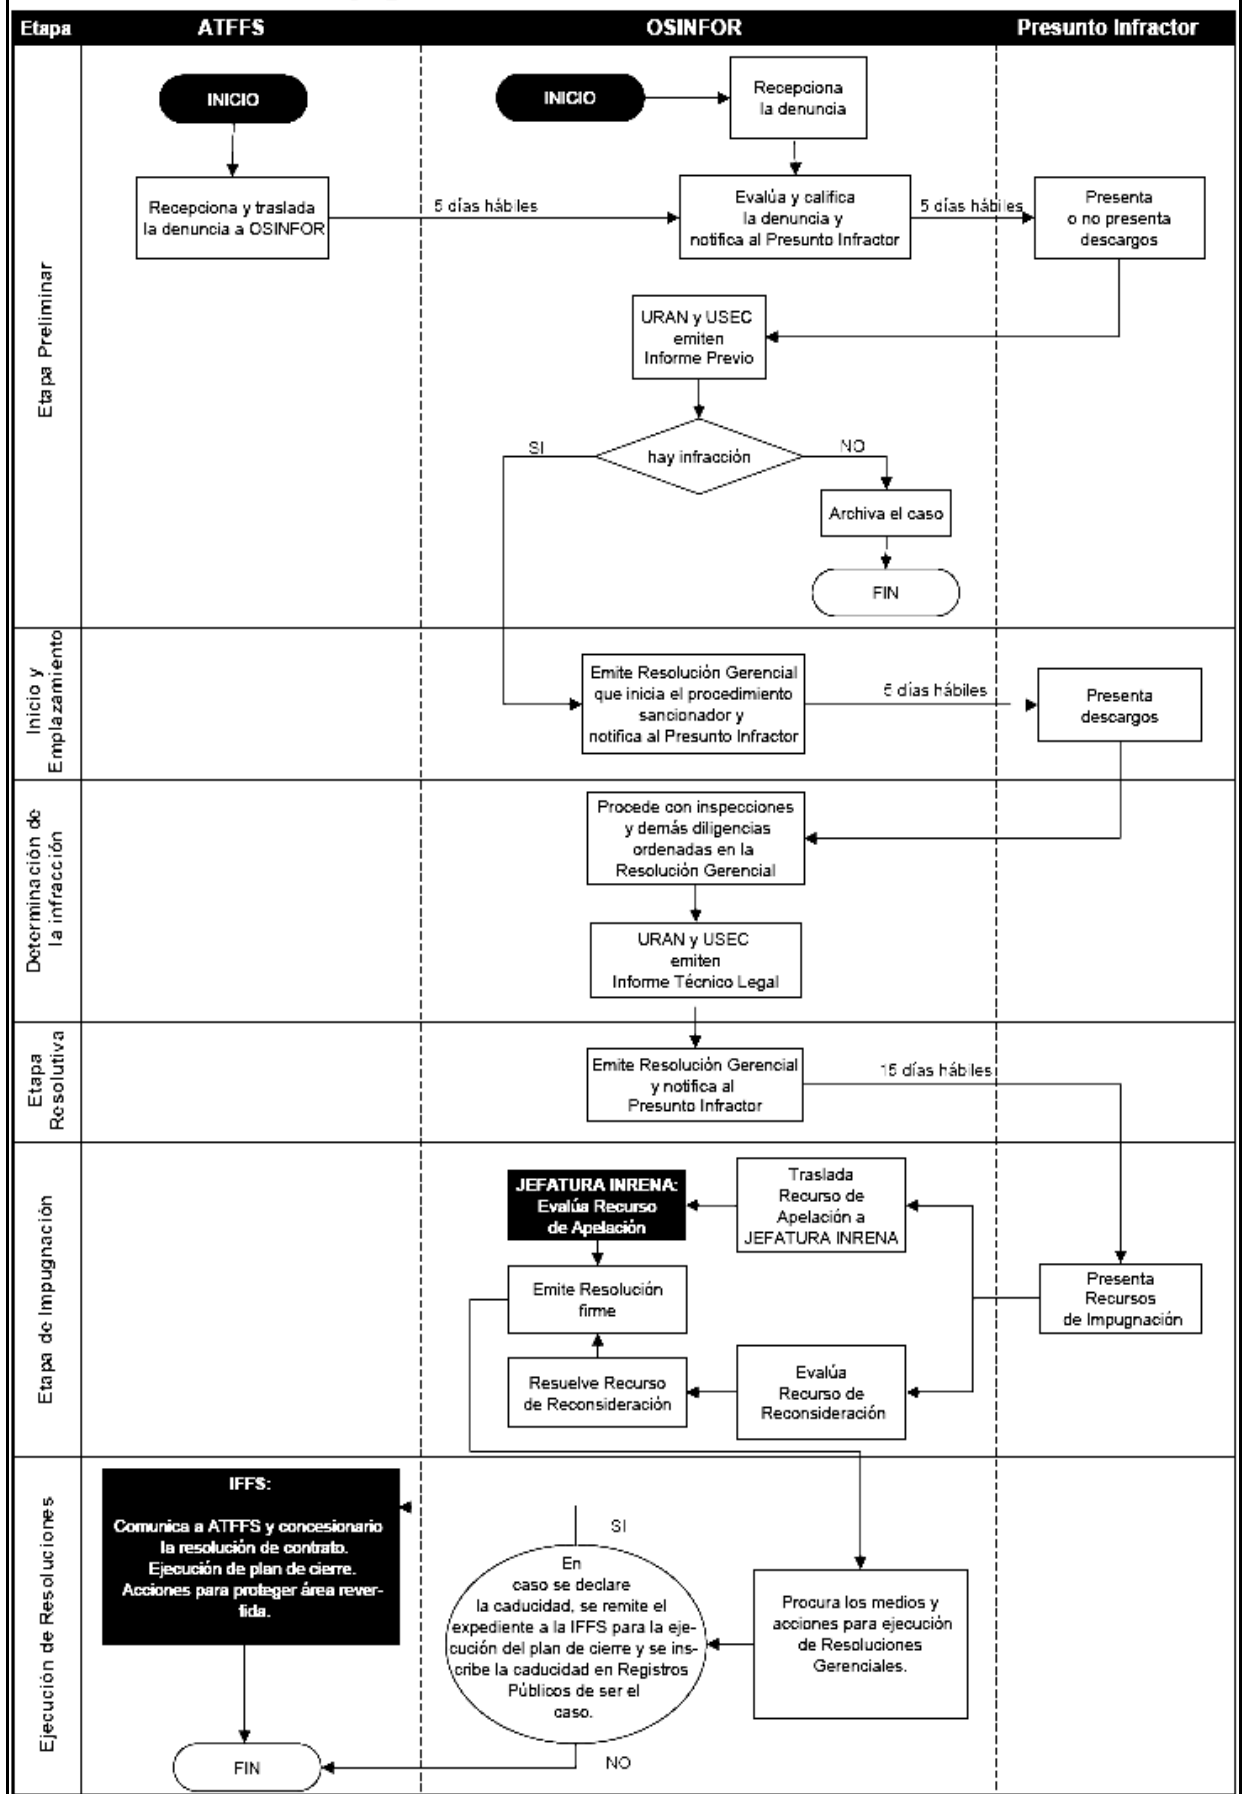 Etapa
ATFFS
OSINFOR
Presunto Infractor
Etapa Preliminar
INICIO
INICIO
Recepciona
la denuncia
Recepciona y traslada
la denuncia a OSINFOR
5 días hábiles
Evalúa y califica
la denuncia y
notifica al Presunto Infractor
5 días hábiles
Presenta
o no presenta
descargos
URAN y USEC
emiten
Informe Previo
SI
hay infracción
NO
Archiva el caso
FIN
Inicio y
Emplazamiento
Emite Resolución Gerencial
que inicia el procedimiento
sancionador y
notifica al Presunto Infractor
5 días hábiles
Presenta
descargos
Determinación de
la infracción
Procede con inspecciones
y demás diligencias
ordenadas en la
Resolución Gerencial
URAN y USEC
emiten
Informe Técnico Legal
Etapa
Resolutiva
Emite Resolución Gerencial
y notifica al
Presunto Infractor
15 días hábiles
Etapa de Impugnación
JEFATURA INRENA:
Evalúa Recurso
de Apelación
Traslada
Recurso de
Apelación a
JEFATURA INRENA
Emite Resolución
firme
Presenta
Recursos
de Impugnación
Resuelve Recurso
de Reconsideración
Evalúa
Recurso de
Reconsideración
Ejecución de Resoluciones
IFFS:
Comunica a ATFFS y concesionario
la resolución de contrato.
Ejecución de plan de cierre.
Acciones para proteger área rever-
tida.
SI
En
caso se declare
la caducidad, se remite el
expediente a la IFFS para la eje-
cución del plan de cierre y se ins-
cribe la caducidad en Registros
Públicos de ser el
caso.
Procura los medios y
acciones para ejecución
de Resoluciones
Gerenciales.
NO
FIN